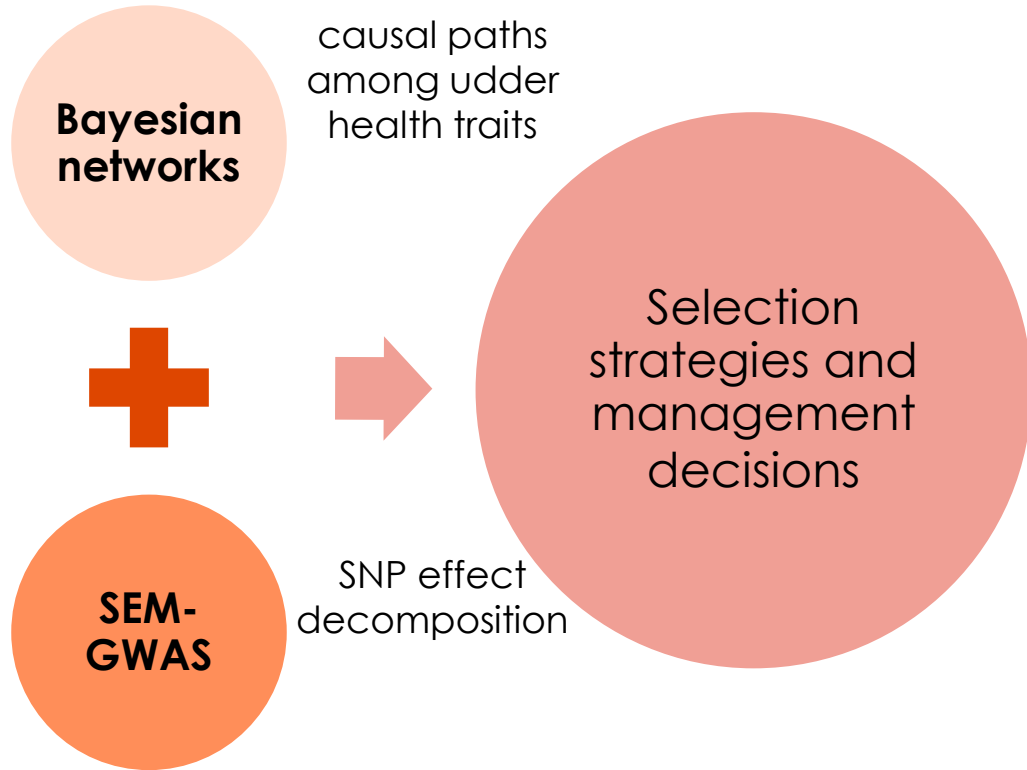 Bayesian
networks
causal paths
among udder
health traits
SEM-
GWAS
SNP effect
decomposition
Selection
strategies and
management
decisions